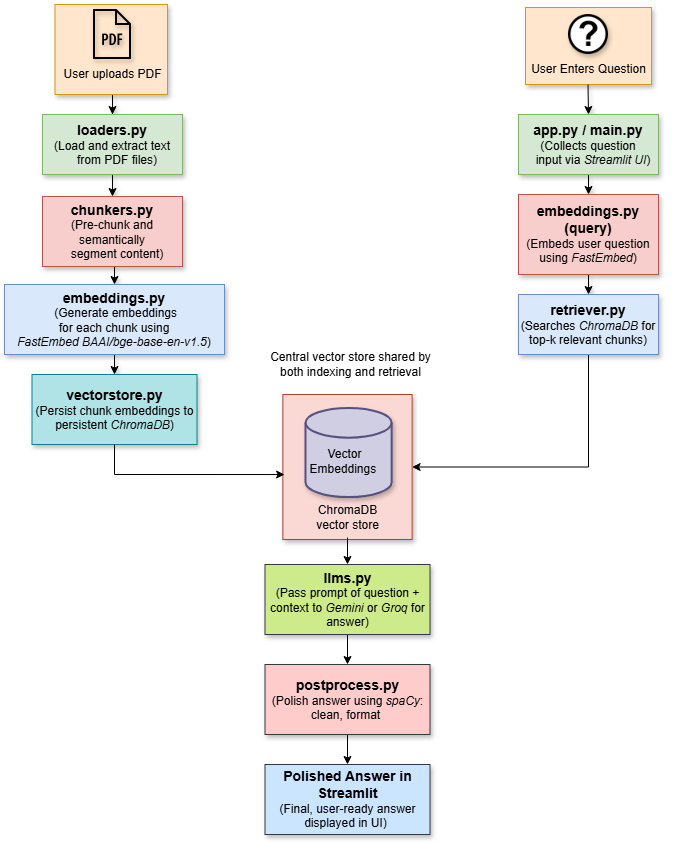 PDF
User uploads PDF
loaders.py
(Load and extract text
from PDF files)
chunkers.py
(Pre-chunk and
semantically
segment content)
embeddings.py
(Generate embeddings
for each chunk using
FastEmbed BAAI/bge-base-en-v1.5)
vectorstore.py
(Persist chunk embeddings to
persistent ChromaDB)
?
User Enters Question
app.py / main.py
(Collects question
input via Streamlit UI)
embeddings.py
(query)
(Embeds user question
using FastEmbed)
retriever.py
(Searches ChromaDB for
top-k relevant chunks)
Central vector store shared by
both indexing and retrieval
Vector
Embeddings
ChromaDB
vector store
llms.py
(Pass prompt of question +
context to Gemini or Groq for
answer)
postprocess.py
(Polish answer using spaCy:
clean, format
Polished Answer in
Streamlit
(Final, user-ready answer
displayed in UI)